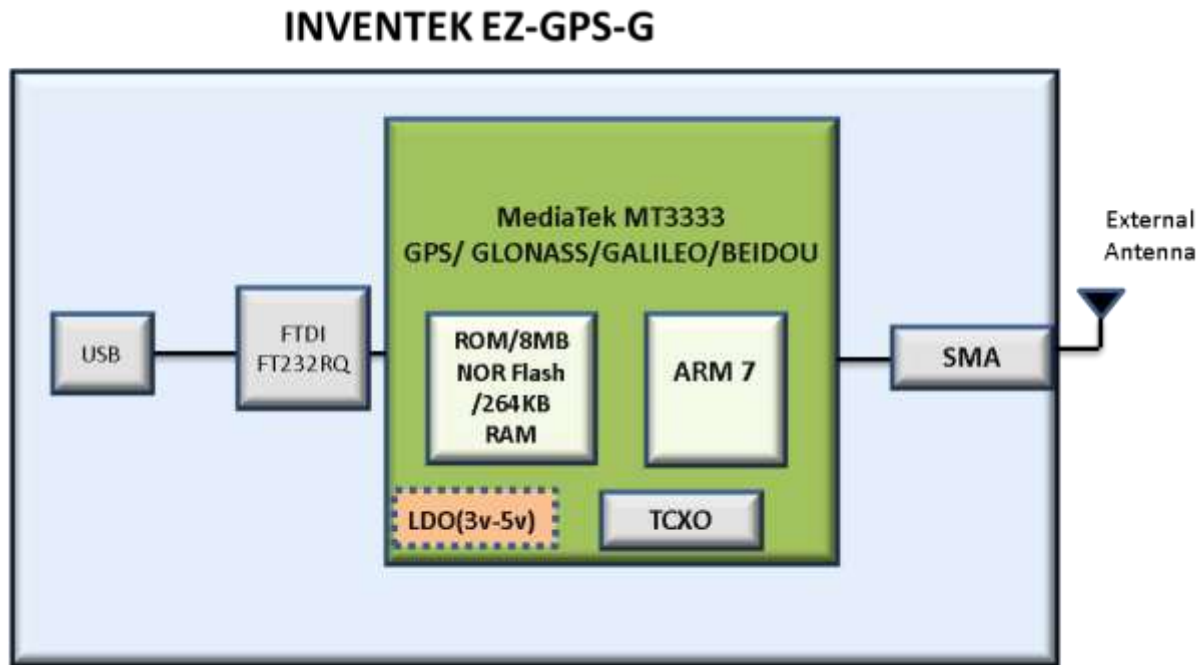 INVENTEK EZ-GPS-G
MediaTek MT3333
GPS/ GLONASS/GALILEO/BEIDOU
External
Antenna
USB
FTDI
FT232RQ
ROM/8MB
NOR Flash
/264KB
RAM
ARM 7
SMA
LDO(3v-5v)
TCXO